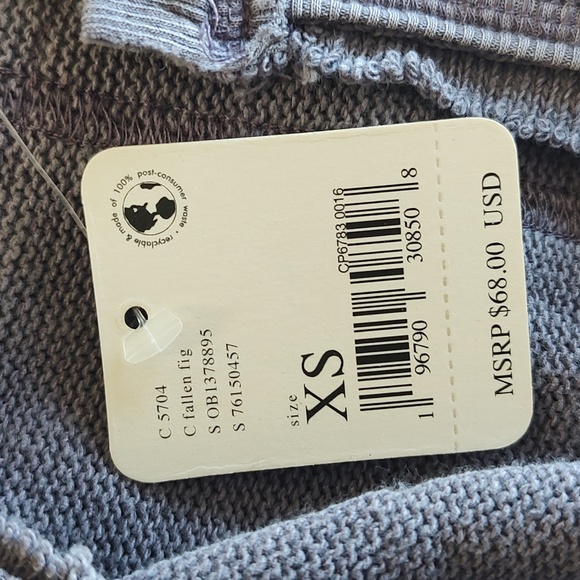 100% post-consumer waste • recyclable & made of
C 5704
C fallen fig
S OB1378895
S 76150457
size
XS
CP6783 0016
1 96790 30850 8
MSRP $68.00 USD